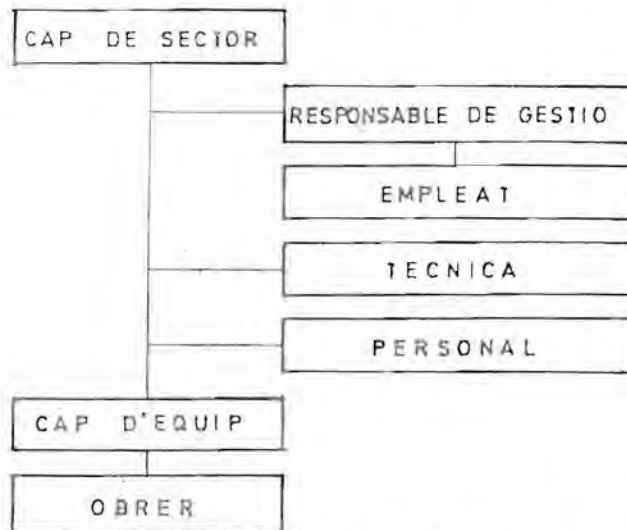 CAP DE SECTOR
RESPONSABLE DE GESTIO
EMPLEAT
TECNICA
PERSONAL
CAP D'EQUIP
OBRER